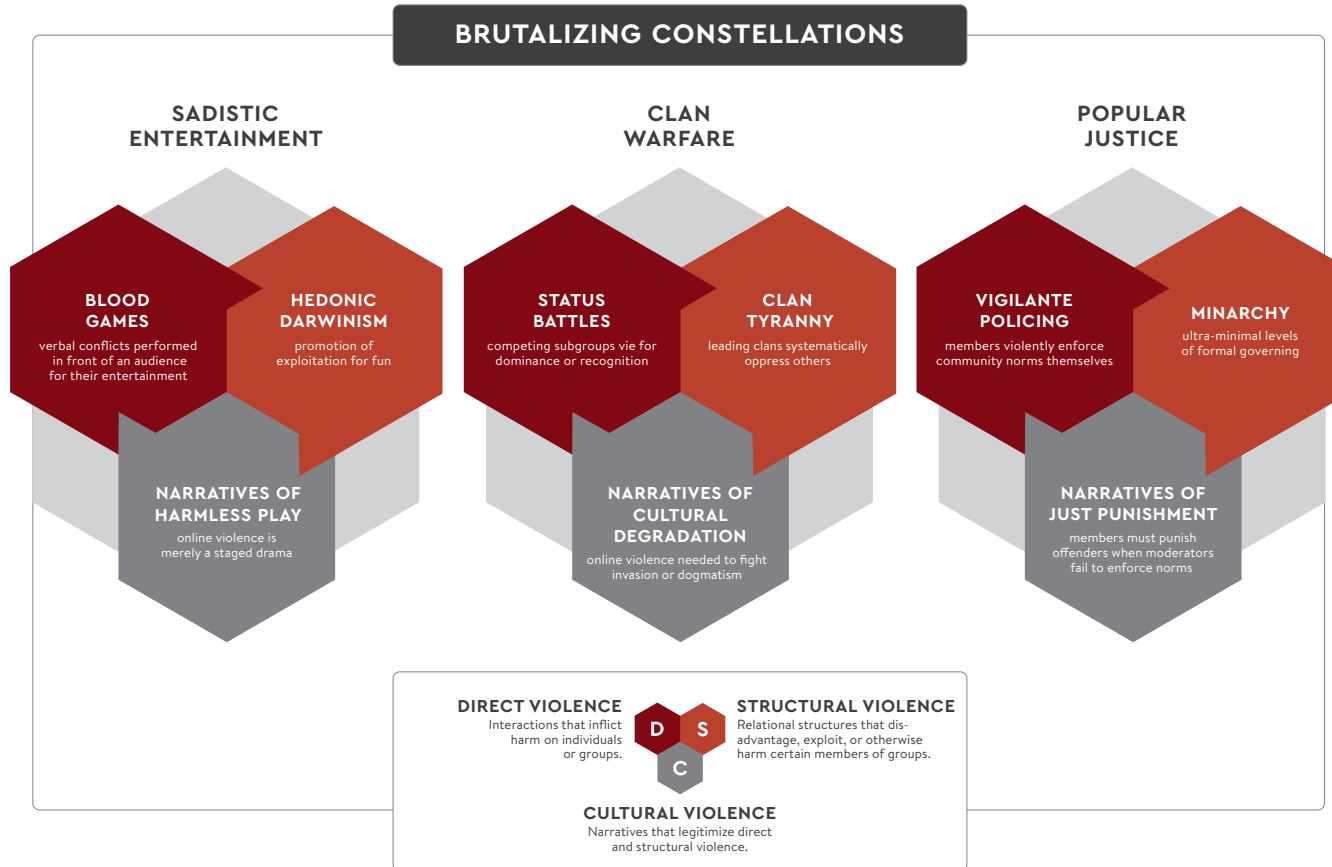 BRUTALIZING CONSTELLATIONS
SADISTIC
ENTERTAINMENT
BLOOD
GAMES
verbal conflicts performed
in front of an audience
for their entertainment
HEDONIC
DARWINISM
promotion of
exploitation for fun
NARRATIVES OF
HARMLESS PLAY
online violence is
merely a staged drama
CLAN
WARFARE
STATUS
BATTLES
competing subgroups vie for
dominance or recognition
CLAN
TYRANNY
leading clans systematically
oppress others
NARRATIVES OF
CULTURAL
DEGRADATION
online violence needed to fight
invasion or dogmatism
POPULAR
JUSTICE
VIGILANTE
POLICING
members violently enforce
community norms themselves
MINARCHY
ultra-minimal levels
of formal governing
NARRATIVES OF
JUST PUNISHMENT
members must punish
offenders when moderators
fail to enforce norms
DIRECT VIOLENCE
Interactions that inflict
harm on individuals
or groups.
D
S
C
STRUCTURAL VIOLENCE
Relational structures that dis-
advantage, exploit, or otherwise
harm certain members of groups.
CULTURAL VIOLENCE
Narratives that legitimize direct
and structural violence.